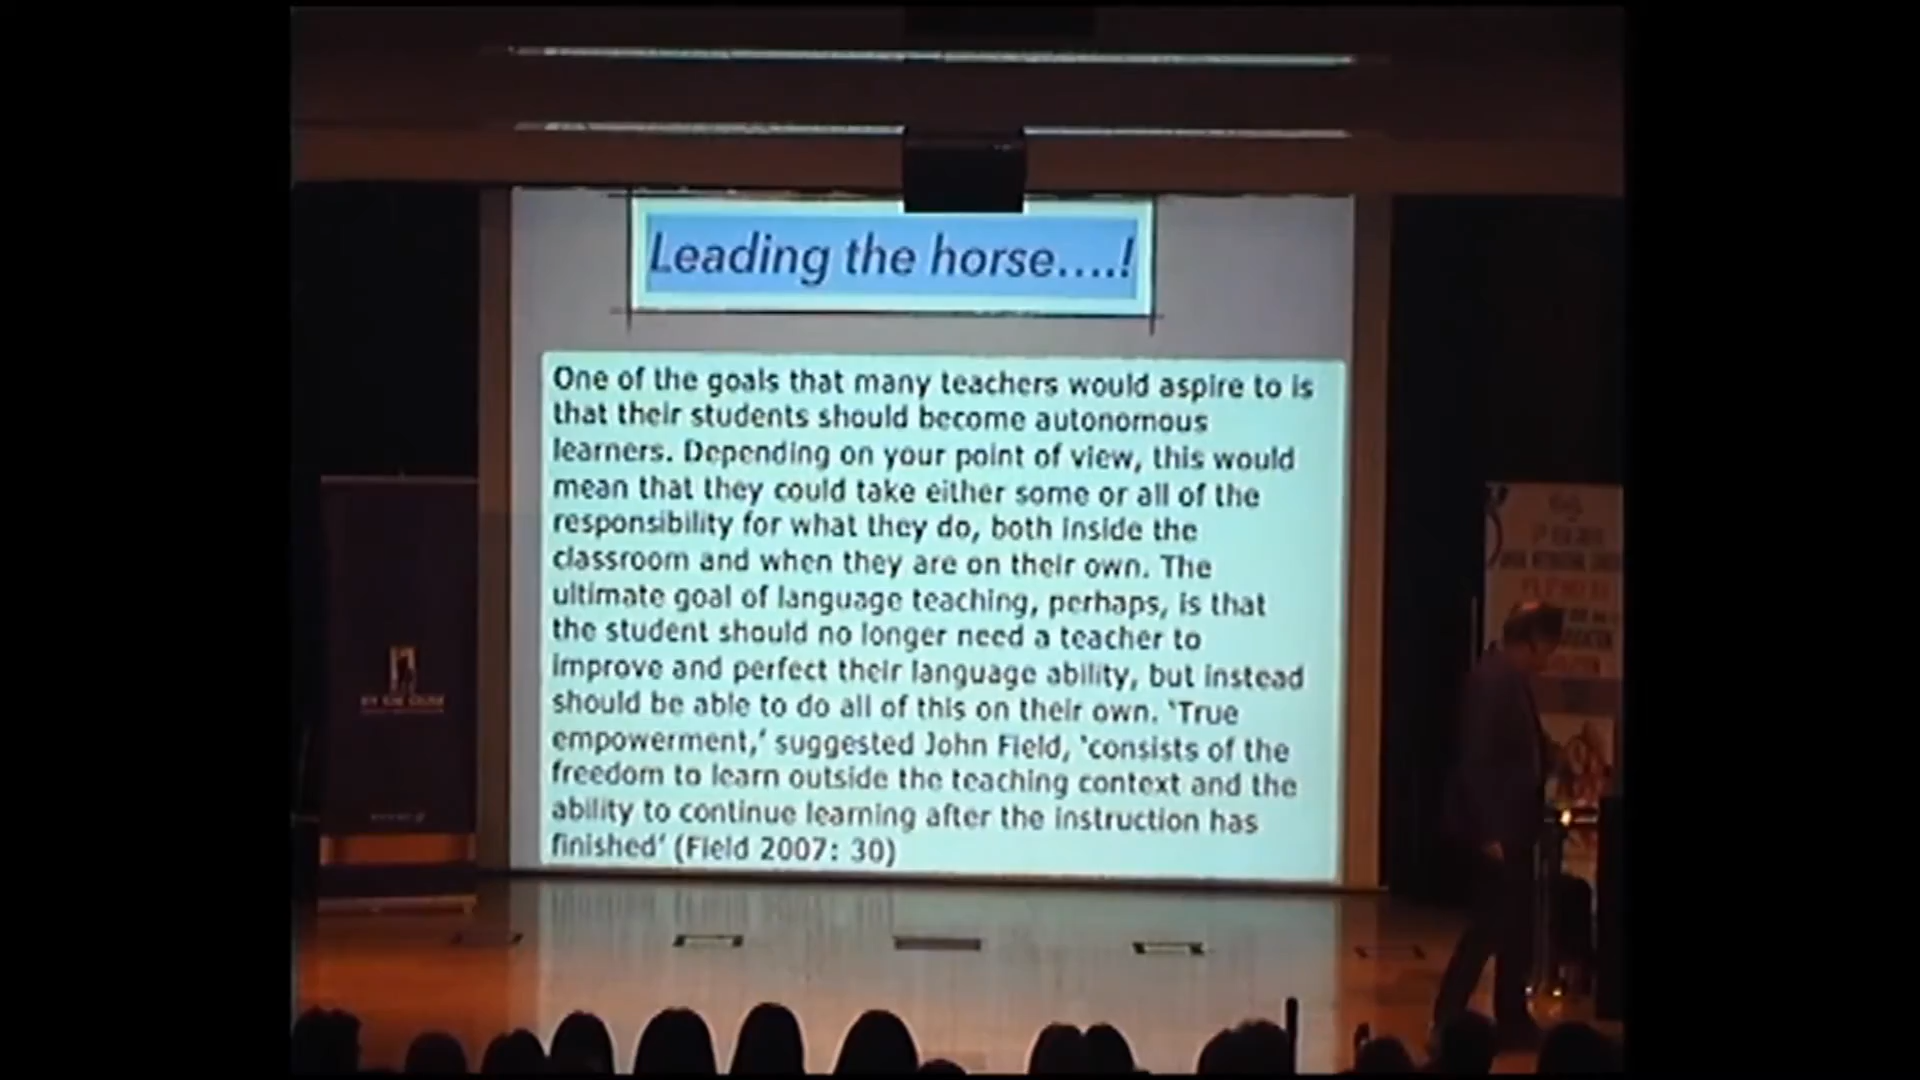 Leading the horse....!
One of the goals that many teachers would aspire to is
that their students should become autonomous
learners. Depending on your point of view, this would
mean that they could take either some or all of the
responsibility for what they do, both inside the
classroom and when they are on their own. The
ultimate goal of language teaching, perhaps, is that
the student should no longer need a teacher to
improve and perfect their language ability, but instead
should be able to do all of this on their own. 'True
empowerment,' suggested John Field, 'consists of the
freedom to learn outside the teaching context and the
ability to continue learning after the instruction has
finished' (Field 2007: 30)